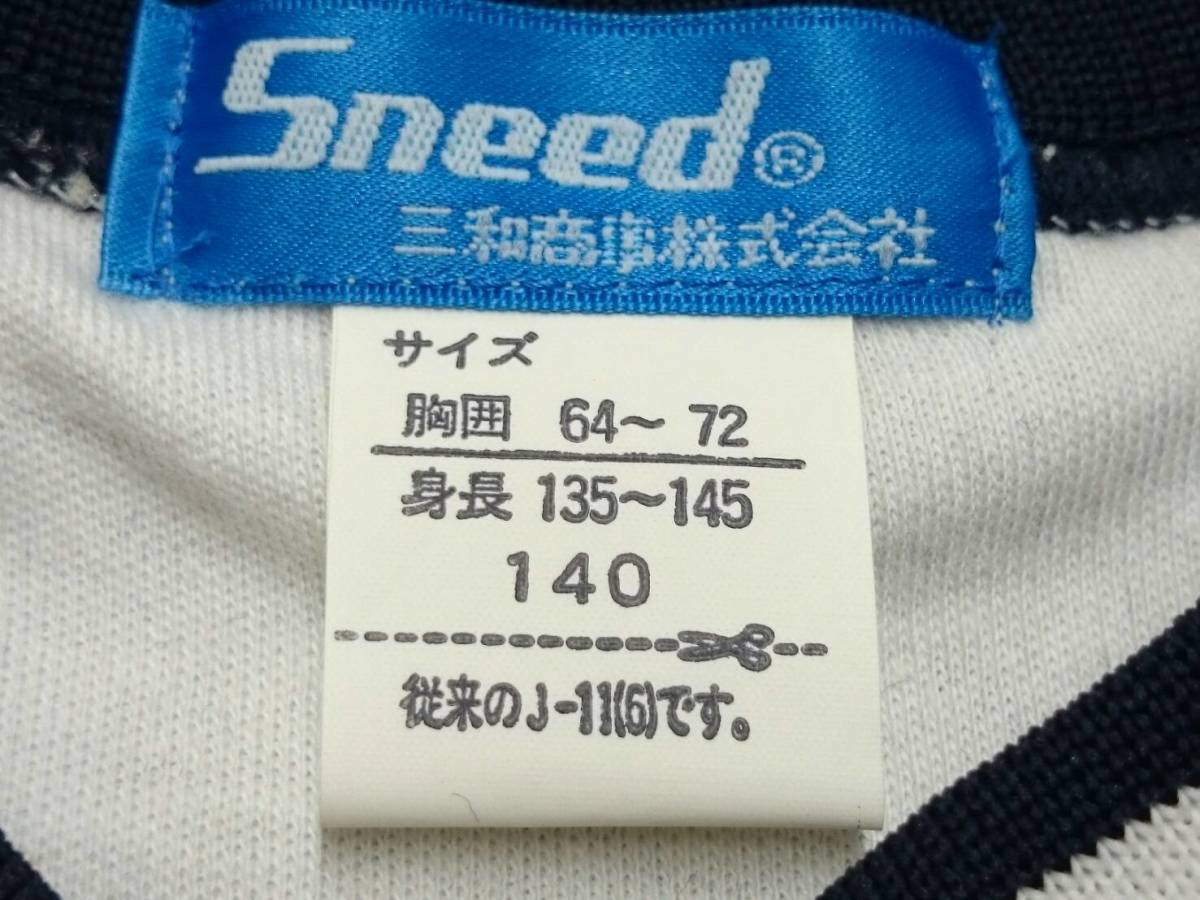 Sneed®
三和商事株式会社
サイズ
胸囲 64～72
身長 135～145
140
従来のJ-11(6)です。